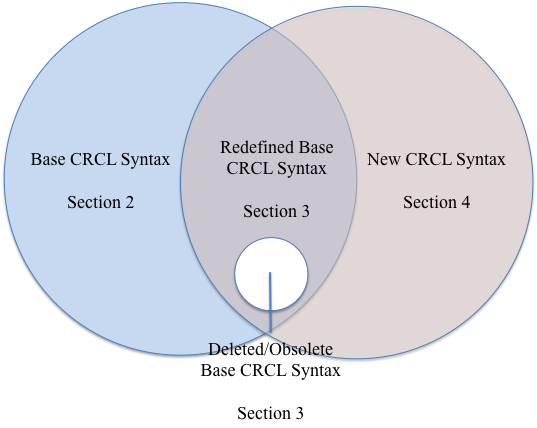 Base CRCL Syntax
Section 2
Redefined Base
CRCL Syntax
Section 3
New CRCL Syntax
Section 4
Deleted/Obsolete
Base CRCL Syntax
Section 3